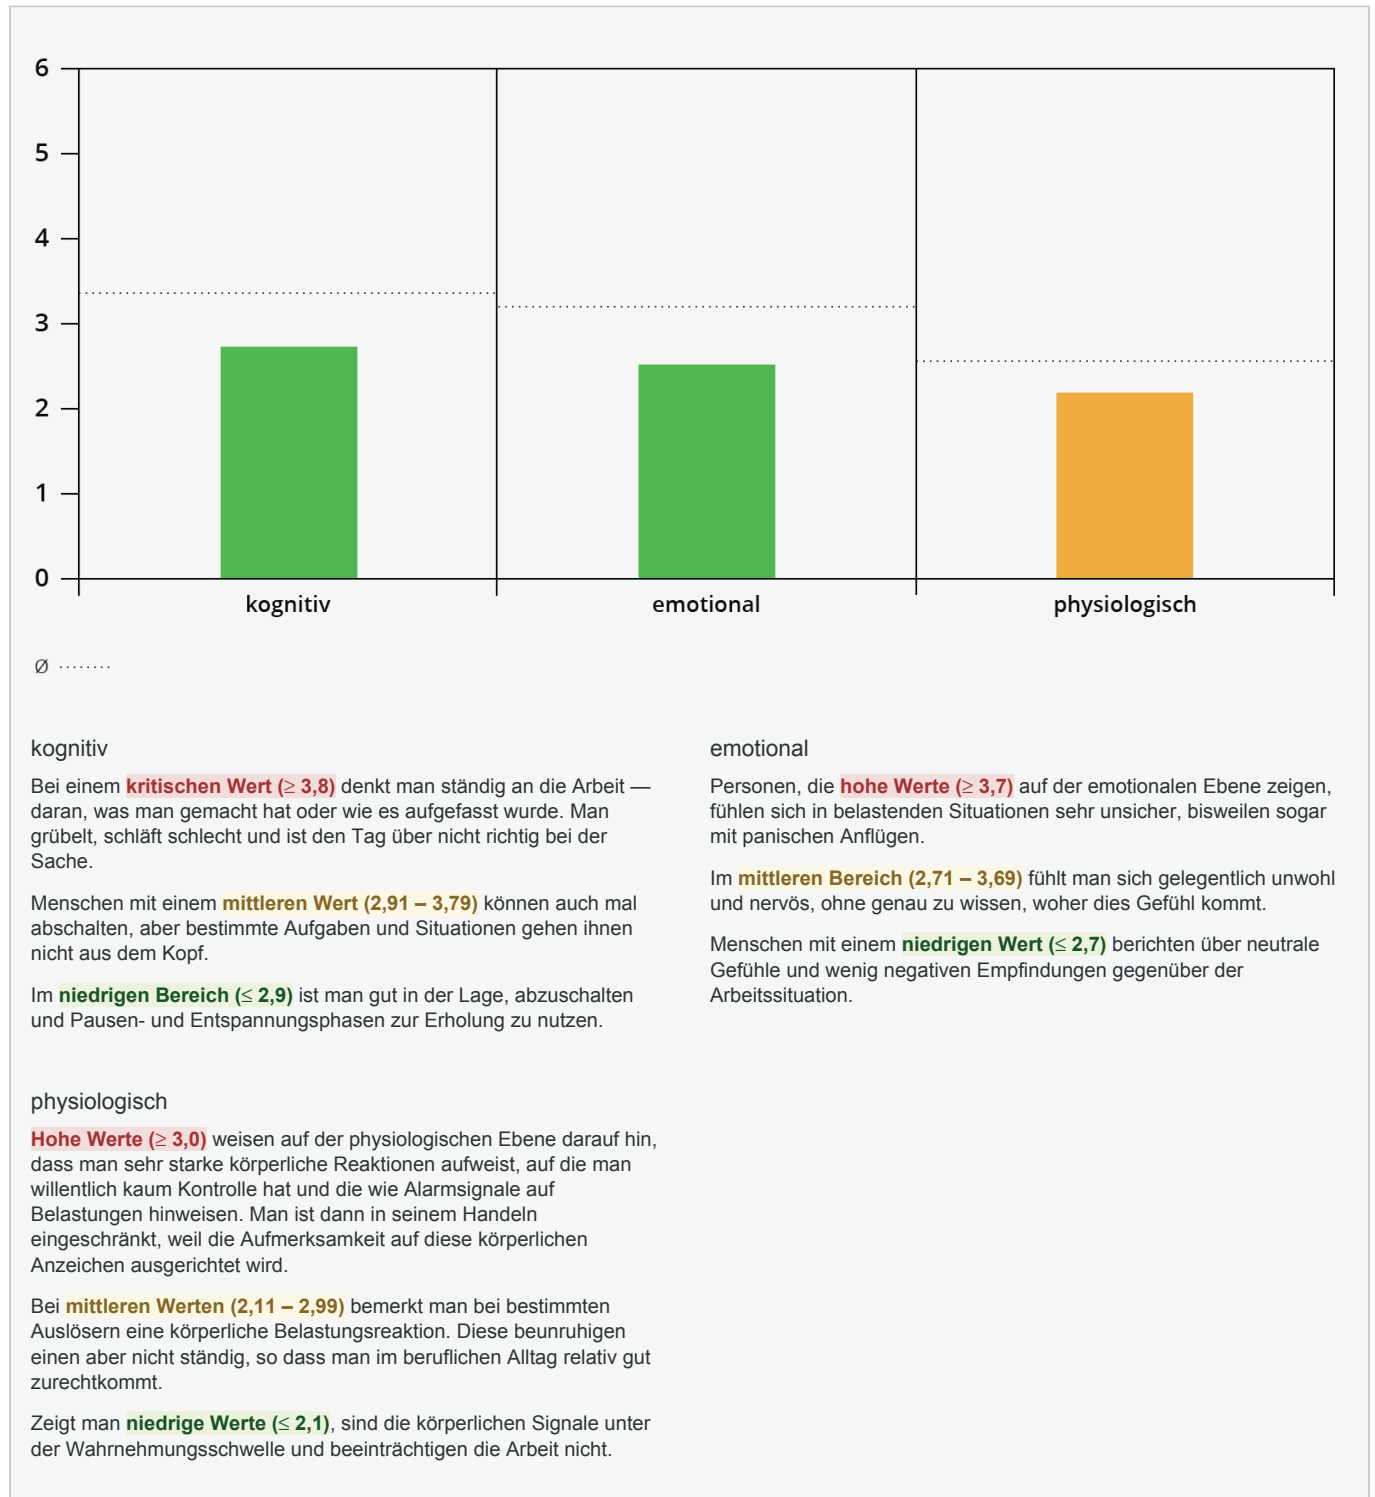 6
5
4
3
2
1
0
kognitiv
emotional
physiologisch
Ø ········
kognitiv
Bei einem kritischen Wert (≥ 3,8) denkt man ständig an die Arbeit —
daran, was man gemacht hat oder wie es aufgefasst wurde. Man
grübelt, schläft schlecht und ist den Tag über nicht richtig bei der
Sache.
Menschen mit einem mittleren Wert (2,91 – 3,79) können auch mal
abschalten, aber bestimmte Aufgaben und Situationen gehen ihnen
nicht aus dem Kopf.
Im niedrigen Bereich (≤ 2,9) ist man gut in der Lage, abzuschalten
und Pausen- und Entspannungsphasen zur Erholung zu nutzen.
emotional
Personen, die hohe Werte (≥ 3,7) auf der emotionalen Ebene zeigen,
fühlen sich in belastenden Situationen sehr unsicher, bisweilen sogar
mit panischen Anflügen.
Im mittleren Bereich (2,71 – 3,69) fühlt man sich gelegentlich unwohl
und nervös, ohne genau zu wissen, woher dies Gefühl kommt.
Menschen mit einem niedrigen Wert (≤ 2,7) berichten über neutrale
Gefühle und wenig negativen Empfindungen gegenüber der
Arbeitssituation.
physiologisch
Hohe Werte (≥ 3,0) weisen auf der physiologischen Ebene darauf hin,
dass man sehr starke körperliche Reaktionen aufweist, auf die man
willentlich kaum Kontrolle hat und die wie Alarmsignale auf
Belastungen hinweisen. Man ist dann in seinem Handeln
eingeschränkt, weil die Aufmerksamkeit auf diese körperlichen
Anzeichen ausgerichtet wird.
Bei mittleren Werten (2,11 – 2,99) bemerkt man bei bestimmten
Auslösern eine körperliche Belastungsreaktion. Diese beunruhigen
einen aber nicht ständig, so dass man im beruflichen Alltag relativ gut
zurechtkommt.
Zeigt man niedrige Werte (≤ 2,1), sind die körperlichen Signale unter
der Wahrnehmungsschwelle und beeinträchtigen die Arbeit nicht.